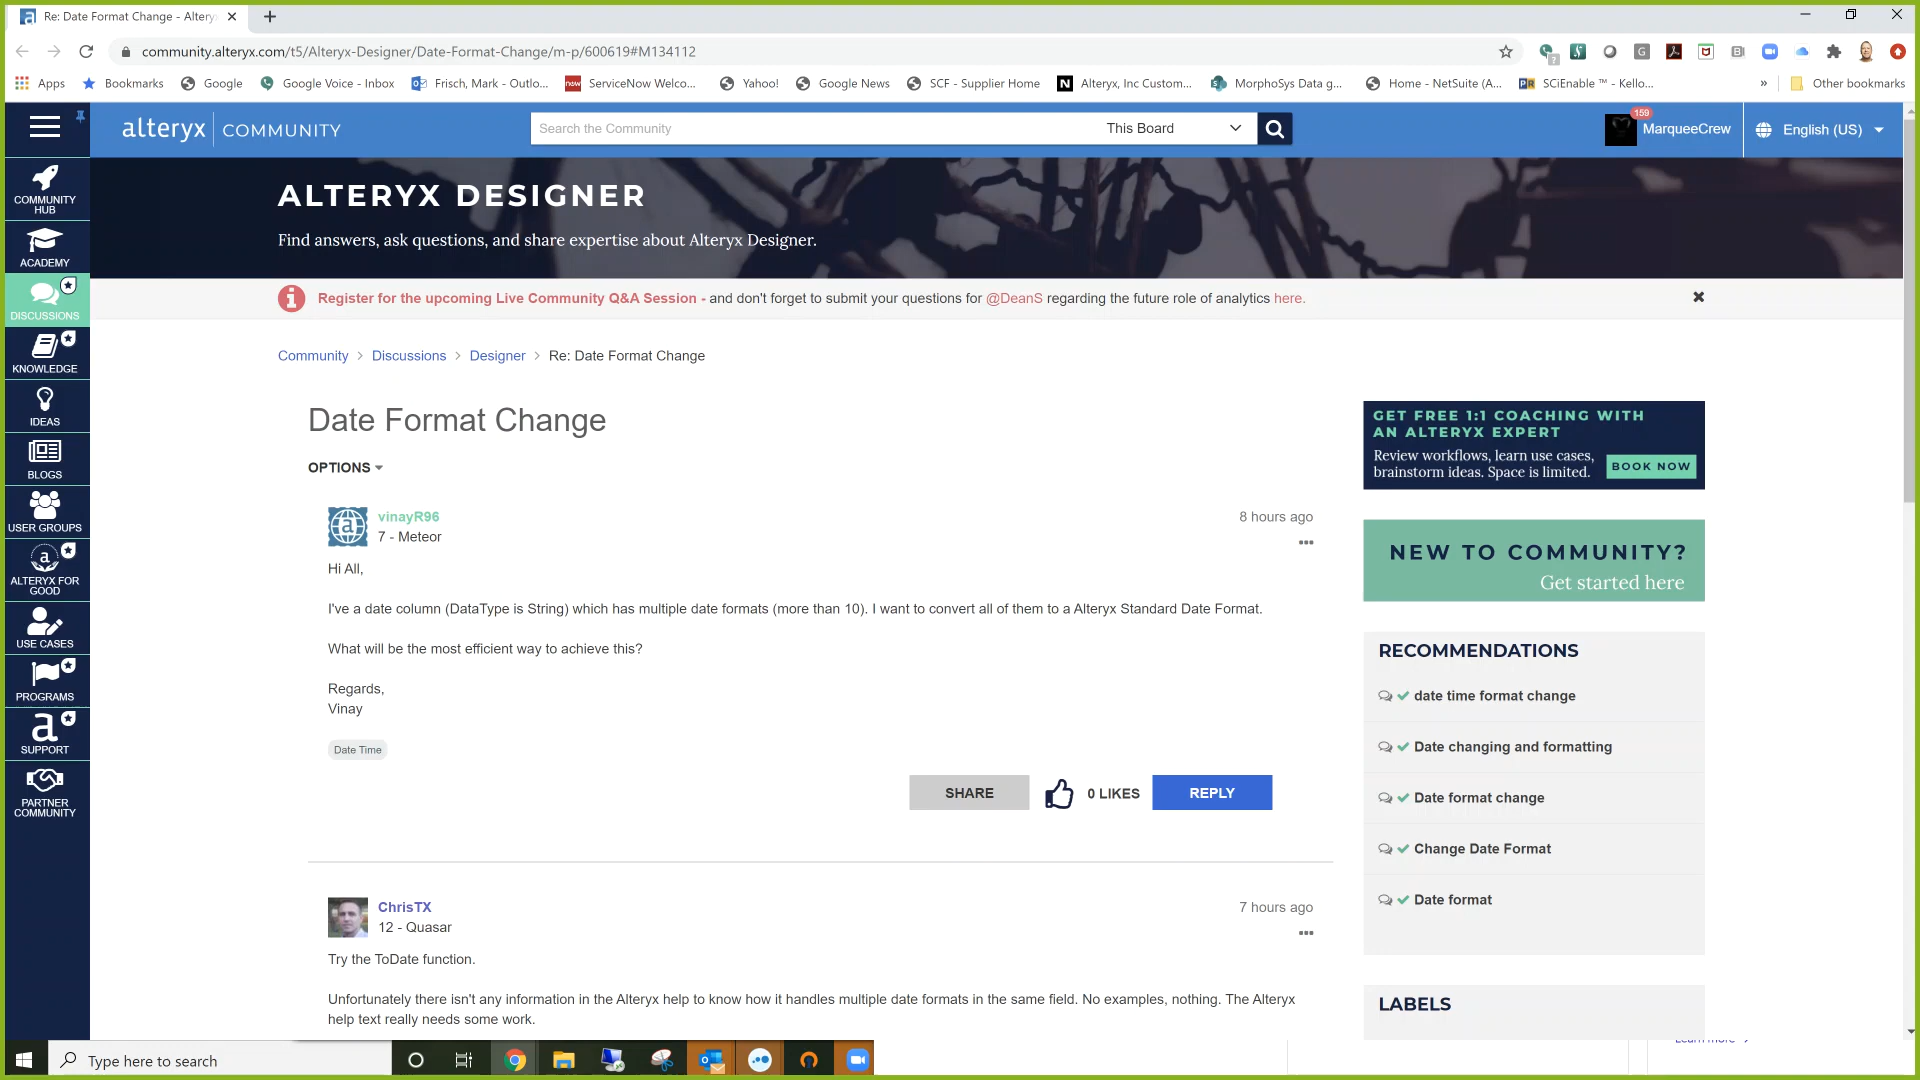 Re: Date Format Change - Altery
community.alteryx.com/t5/Alteryx-Designer/Date-Format-Change/m-p/600619#M134112
Apps Bookmarks Google Google Voice - Inbox Frisch, Mark - Outlo... ServiceNow Welco... Yahoo! Google News SCF - Supplier Home Alteryx, Inc Custom... MorphoSys Data g... Home - NetSuite (A... SCiEnable ™ - Kello... » Other bookmarks
alteryx COMMUNITY
Search the Community
This Board
159
MarqueeCrew
English (US)
COMMUNITY
HUB
ACADEMY
DISCUSSIONS
KNOWLEDGE
IDEAS
BLOGS
USER GROUPS
ALTERYX FOR
GOOD
USE CASES
PROGRAMS
SUPPORT
PARTNER
COMMUNITY
ALTERYX DESIGNER
Find answers, ask questions, and share expertise about Alteryx Designer.
Register for the upcoming Live Community Q&A Session - and don't forget to submit your questions for @DeanS regarding the future role of analytics here.
Community > Discussions > Designer > Re: Date Format Change
Date Format Change
OPTIONS
vinayR96
7 - Meteor
8 hours ago
Hi All,
I've a date column (DataType is String) which has multiple date formats (more than 10). I want to convert all of them to a Alteryx Standard Date Format.
What will be the most efficient way to achieve this?
Regards,
Vinay
Date Time
SHARE
0 LIKES
REPLY
ChrisTX
12 - Quasar
7 hours ago
Try the ToDate function.
Unfortunately there isn't any information in the Alteryx help to know how it handles multiple date formats in the same field. No examples, nothing. The Alteryx
help text really needs some work.
GET FREE 1:1 COACHING WITH
AN ALTERYX EXPERT
Review workflows, learn use cases,
brainstorm ideas. Space is limited.
BOOK NOW
NEW TO COMMUNITY?
Get started here
RECOMMENDATIONS
date time format change
Date changing and formatting
Date format change
Change Date Format
Date format
LABELS
Type here to search